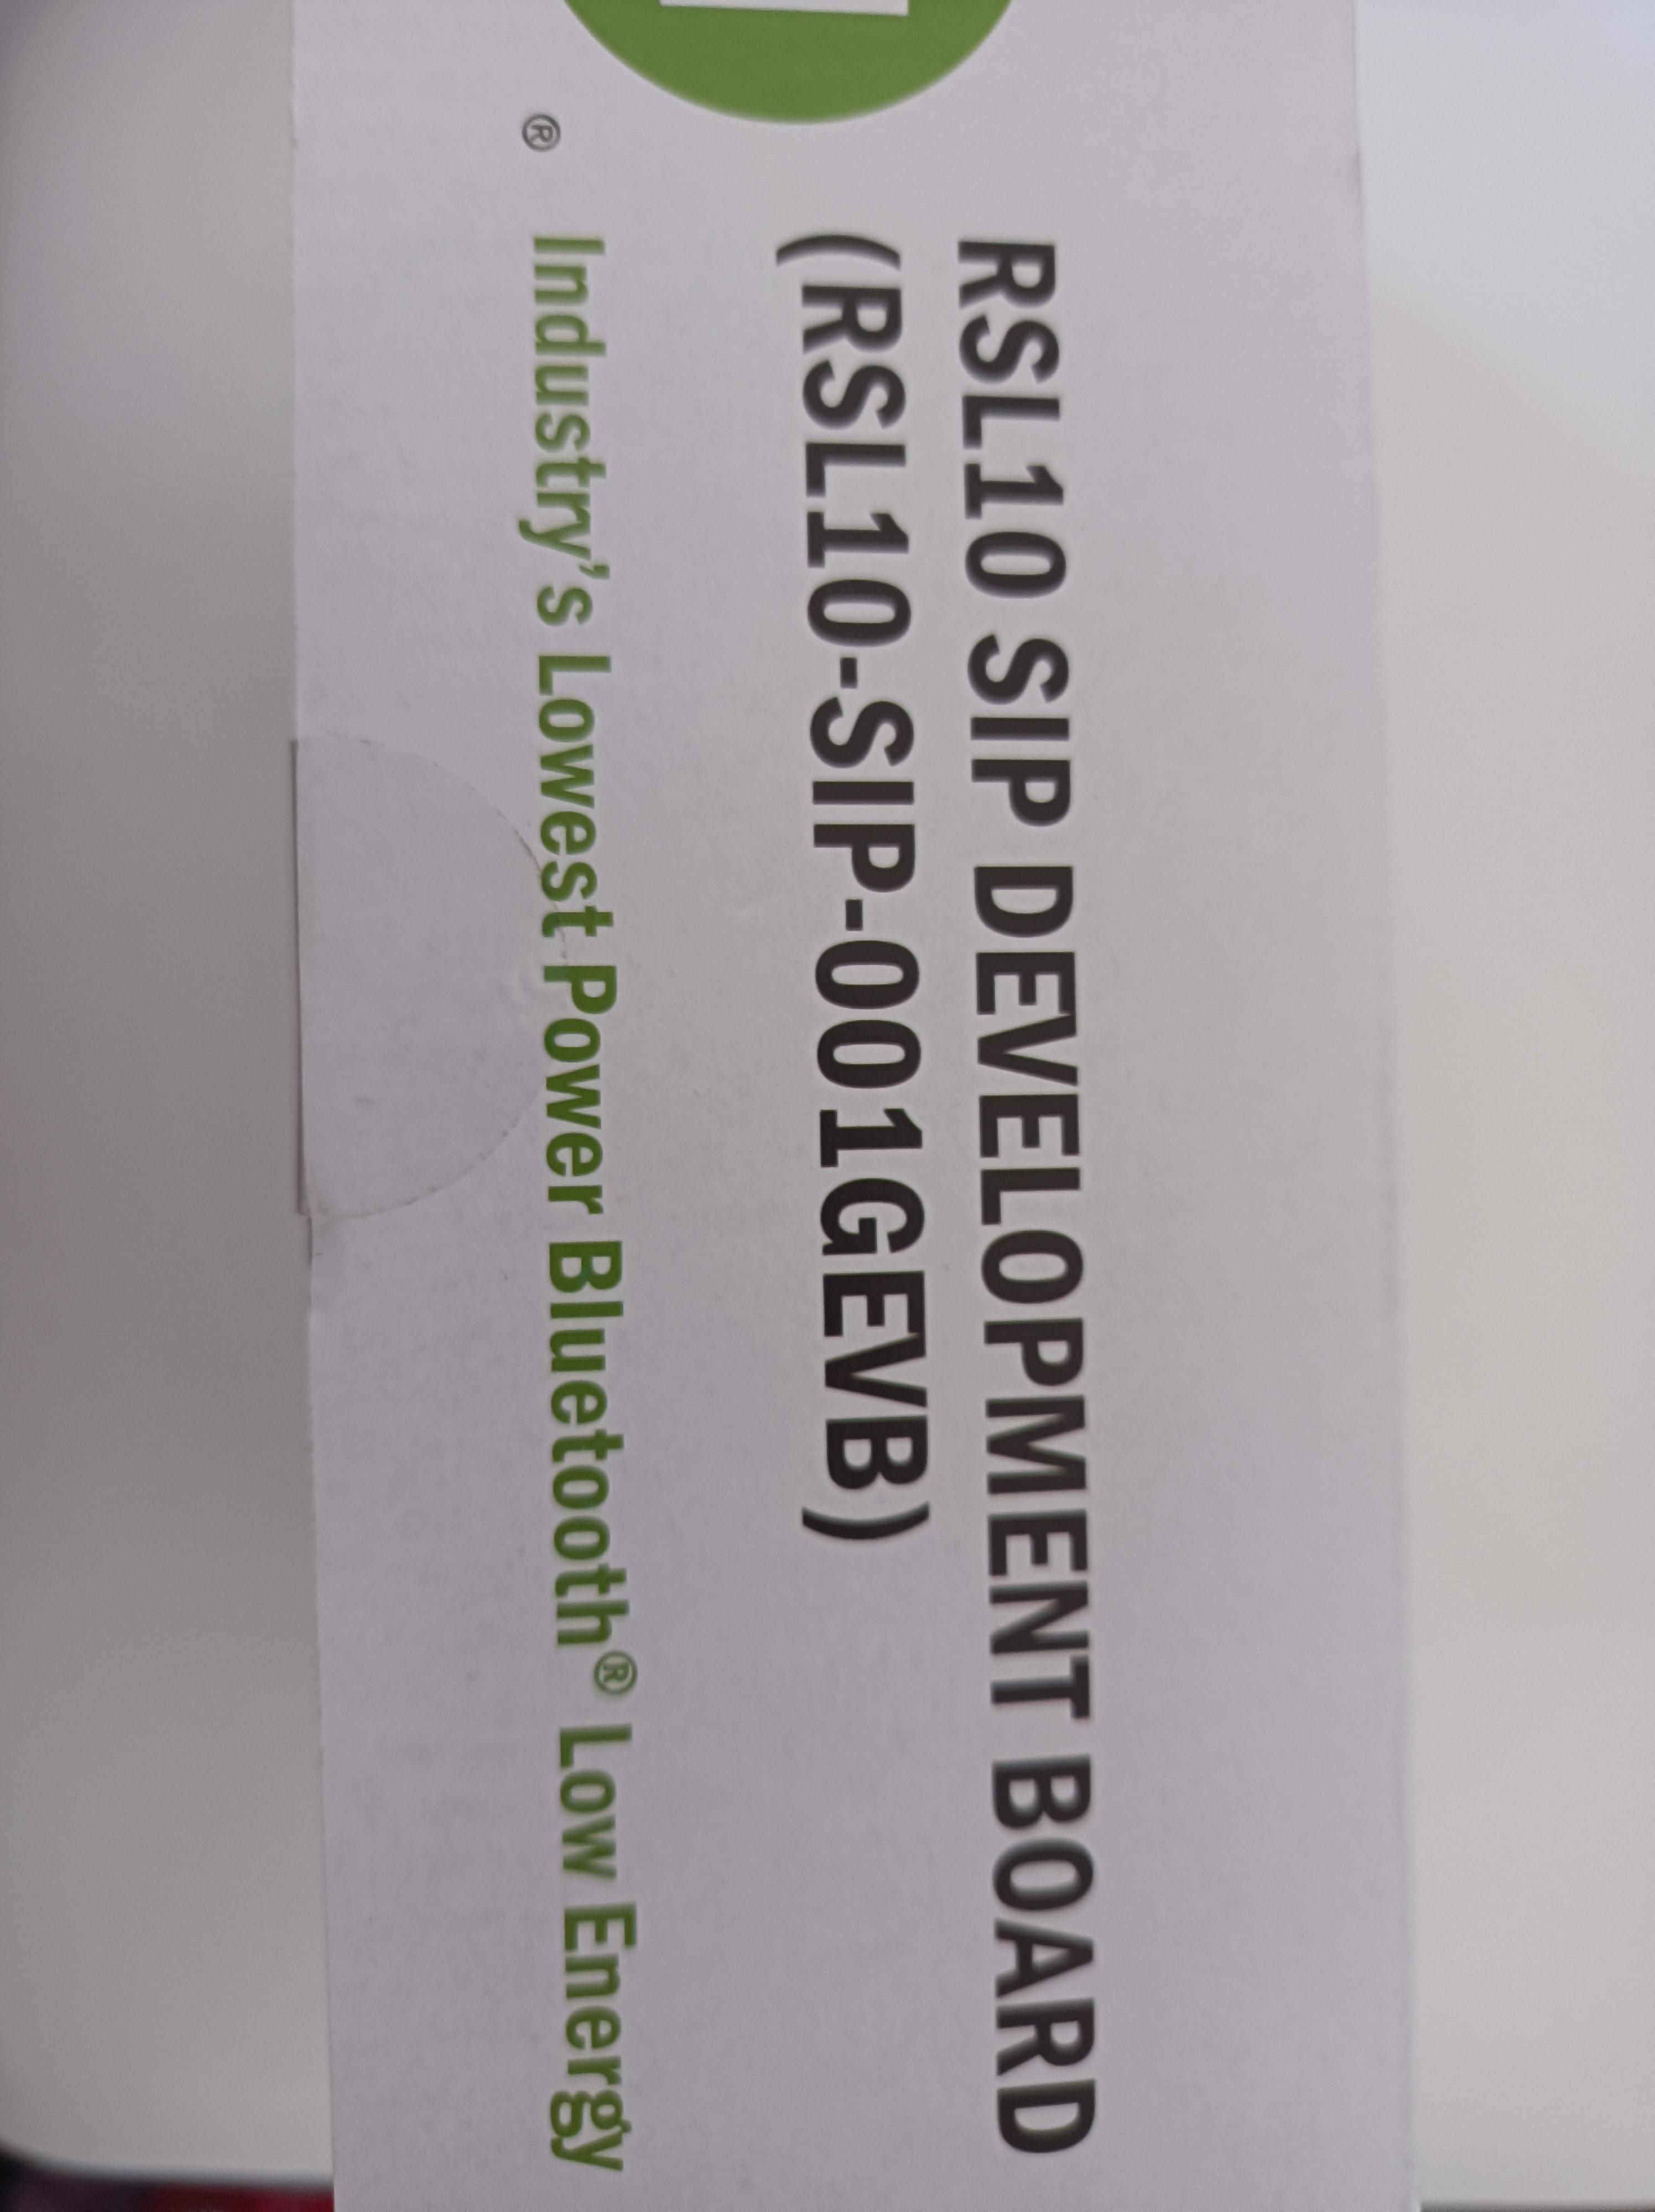 RSL10 SIP DEVELOPMENT BOARD
(RSL10-SIP-001GEVB)
® Industry's Lowest Power Bluetooth® Low Energy